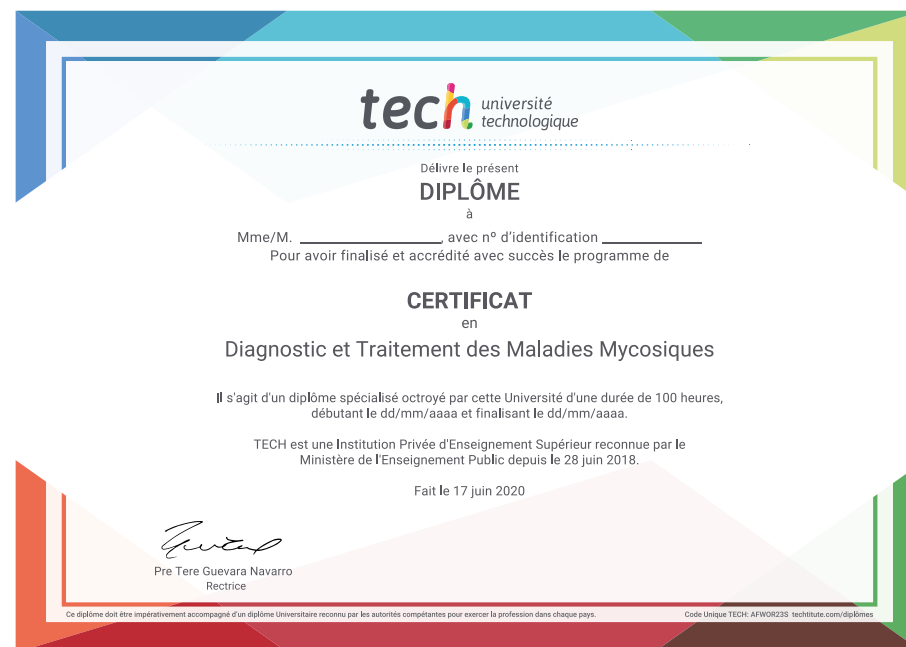 tech université
technologique
Délivre le présent
DIPLÔME
à
Mme/M. ____________________, avec nº d'identification ______________
Pour avoir finalisé et accrédité avec succès le programme de
CERTIFICAT
en
Diagnostic et Traitement des Maladies Mycosiques
Il s'agit d'un diplôme spécialisé octroyé par cette Université d'une durée de 100 heures,
débutant le dd/mm/aaaa et finalisant le dd/mm/aaaa.
TECH est une Institution Privée d'Enseignement Supérieur reconnue par le
Ministère de l'Enseignement Public depuis le 28 juin 2018.
Fait le 17 juin 2020
Pre Tere Guevara Navarro
Rectrice
Ce diplôme doit être impérativement accompagné d'un diplôme Universitaire reconnu par les autorités compétantes pour exercer la profession dans chaque pays.
Code Unique TECH: AFWOR23S techtitute.com/diplômes